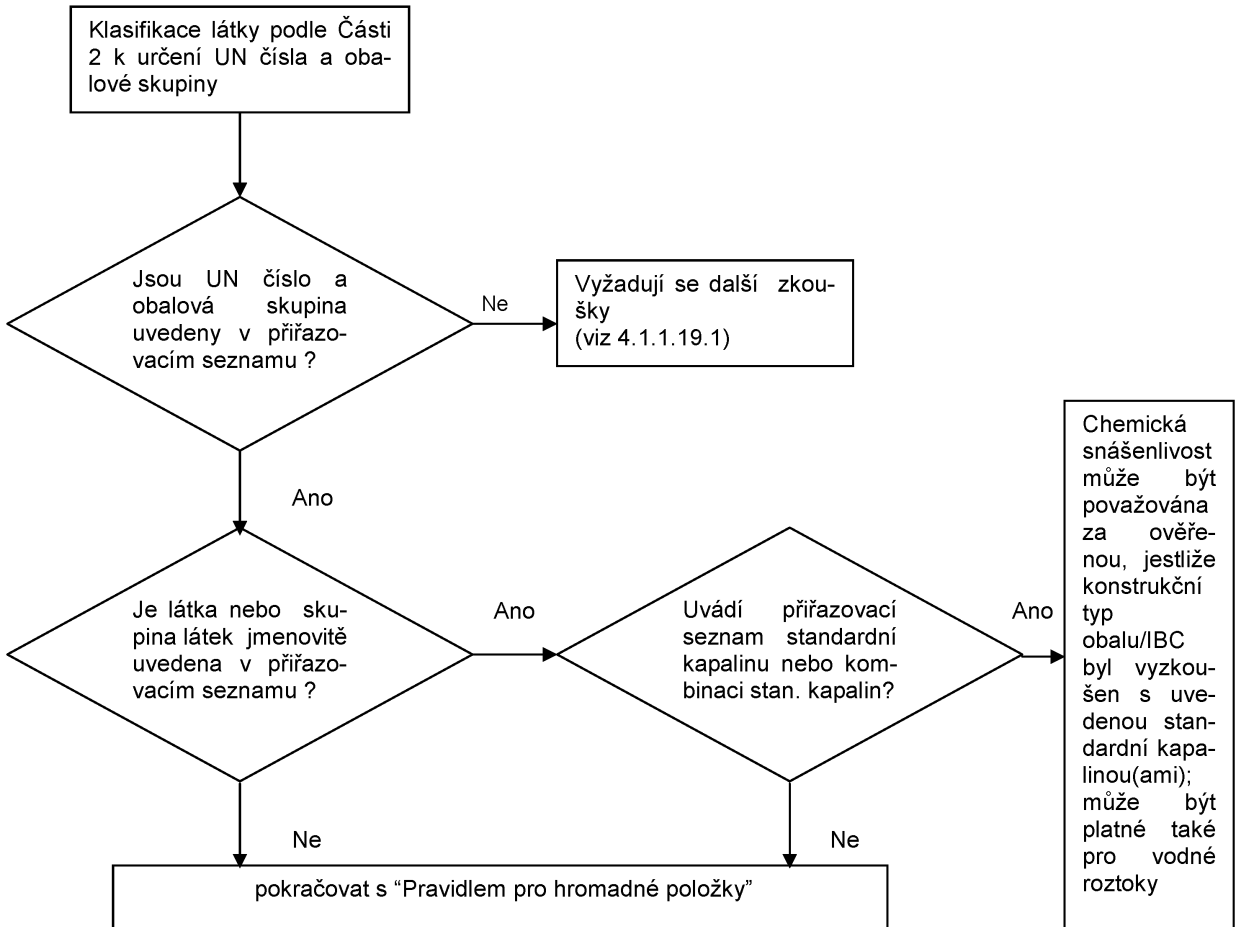 Klasifikace látky podle Části
2 k určení UN čísla a oba-
lové skupiny
Jsou UN číslo a
obalová skupina
uvedeny v přiřazo-
vacím seznamu ?
Ne
Vyžadují se další zkou-
šky
(viz 4.1.1.19.1)
Ano
Je látka nebo sku-
pina látek jmenovitě
uvedena v přiřazo-
vacím seznamu ?
Ano
Uvádí přiřazovací
seznam standardní
kapalinu nebo kom-
binaci stan. kapalin?
Ano
Chemická
snášenlivost
může být
považována
za ověře-
nou, jestliže
konstrukční
typ
obalu/IBC
byl vyzkou-
šen s uve-
denou stan-
dardní kapa-
linou(ami);
může být
platné také
pro vodné
roztoky
Ne
Ne
pokračovat s “Pravidlem pro hromadné položky”